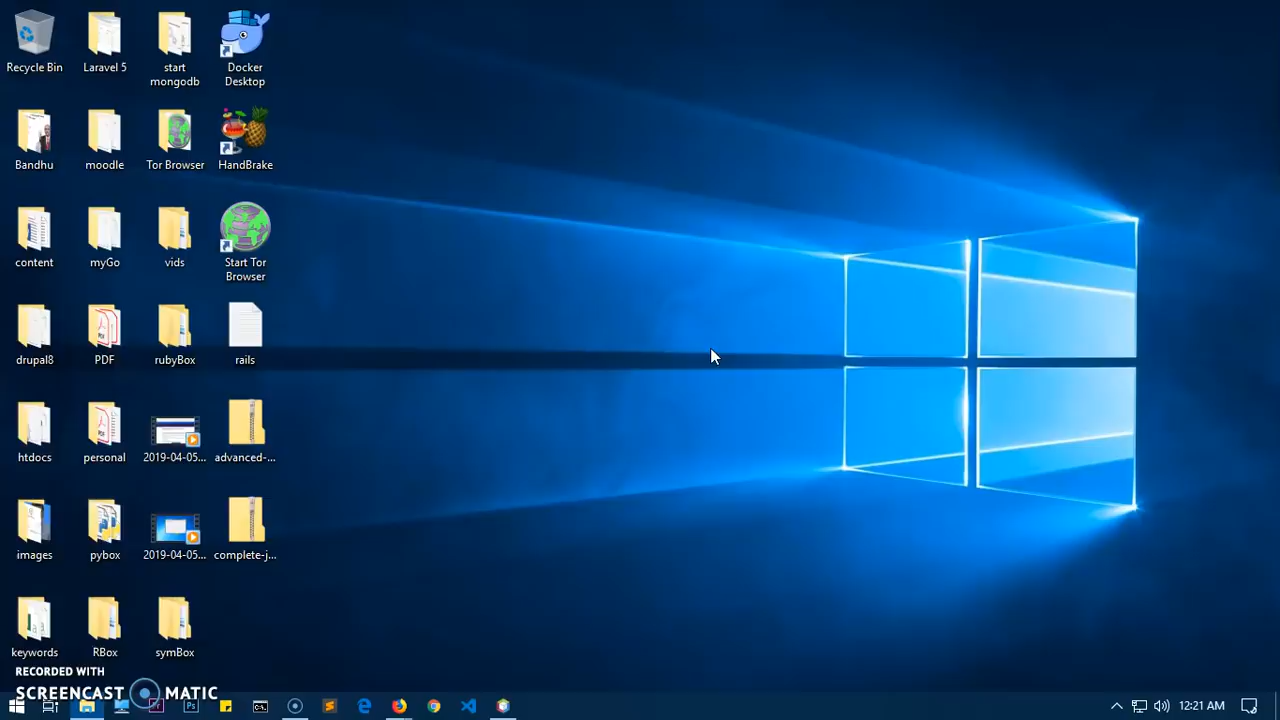 Recycle Bin
Laravel 5
start
mongodb
Docker
Desktop
Bandhu
moodle
Tor Browser
HandBrake
content
myGo
vids
Start Tor
Browser
drupal8
PDF
rubyBox
rails
htdocs
personal
2019-04-05...
advanced-...
images
pybox
2019-04-05...
complete-j...
keywords
RBox
symBox
RECORDED WITH
SCREENCAST MATIC
12:21 AM